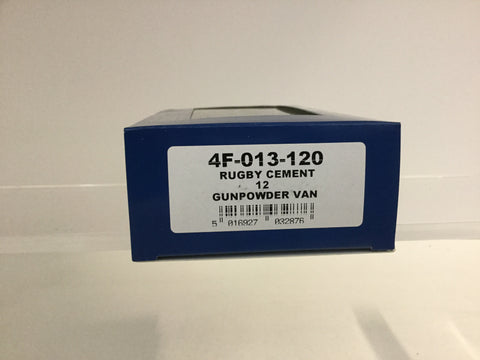 4F-013-120
RUGBY CEMENT
12
GUNPOWDER VAN
5 016927 032876